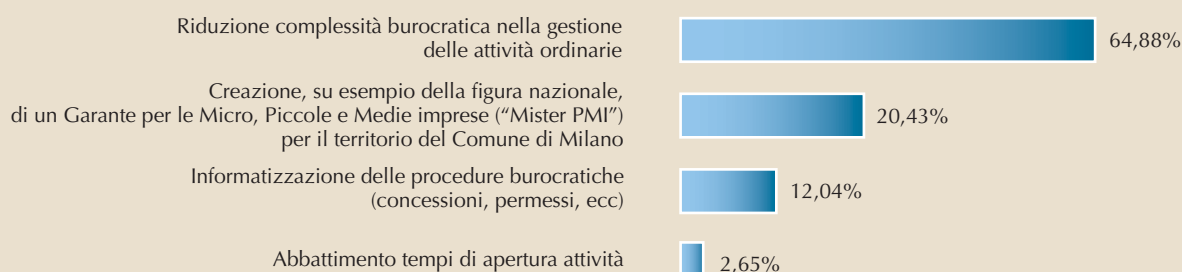 Riduzione complessità burocratica nella gestione
delle attività ordinarie
64,88%
Creazione, su esempio della figura nazionale,
di un Garante per le Micro, Piccole e Medie imprese (“Mister PMI”)
per il territorio del Comune di Milano
20,43%
Informatizzazione delle procedure burocratiche
(concessioni, permessi, ecc)
12,04%
Abbattimento tempi di apertura attività
2,65%